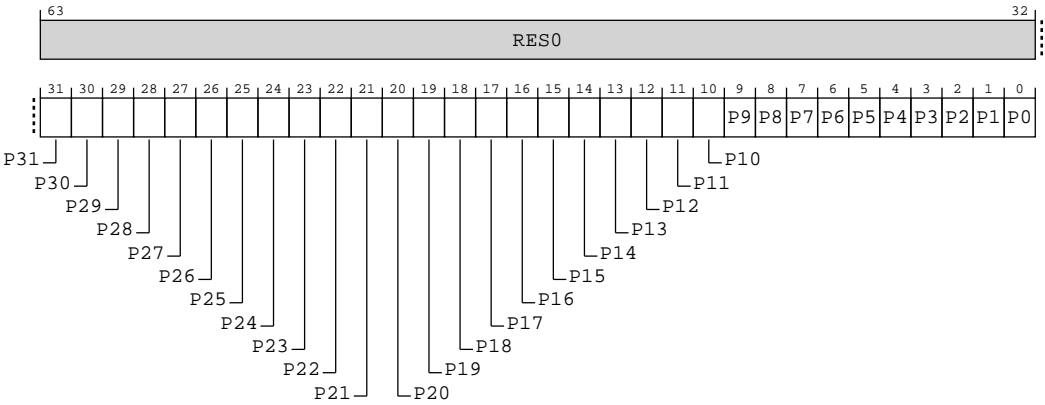 63 32
RES0
31 30 29 28 27 26 25 24 23 22 21 20 19 18 17 16 15 14 13 12 11 10 9 8 7 6 5 4 3 2 1 0
P9 P8 P7 P6 P5 P4 P3 P2 P1 P0
P31 P10
P30 P11
P29 P12
P28 P13
P27 P14
P26 P15
P25 P16
P24 P17
P23 P18
P22 P19
P21 P20